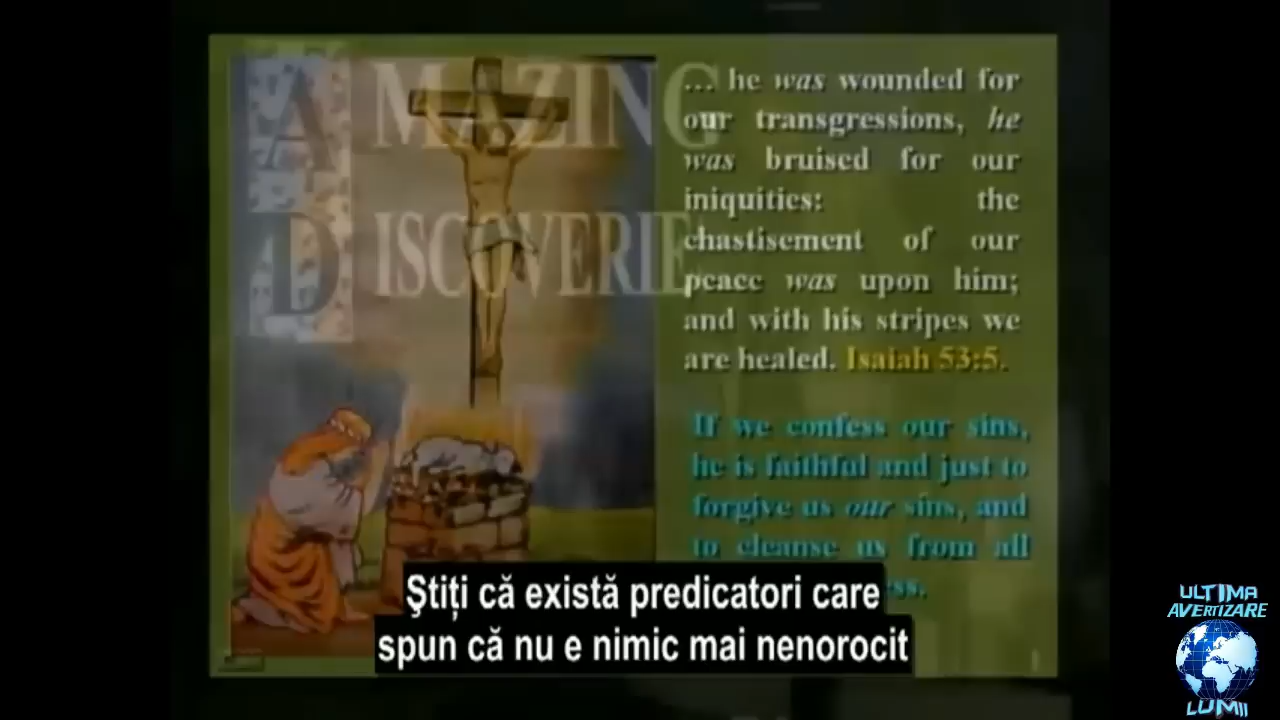 AMAZING
DISCOVERIE
... he was wounded for
our transgressions, he
was bruised for our
iniquities: the
chastisement of our
peace was upon him;
and with his stripes we
are healed. Isaiah 53:5.
If we confess our sins,
he is faithful and just to
forgive us our sins, and
to cleanse us from all
ess.
Ştiţi că există predicatori care
spun că nu e nimic mai nenorocit
ULTIMA
AVERTIZARE
LUMII